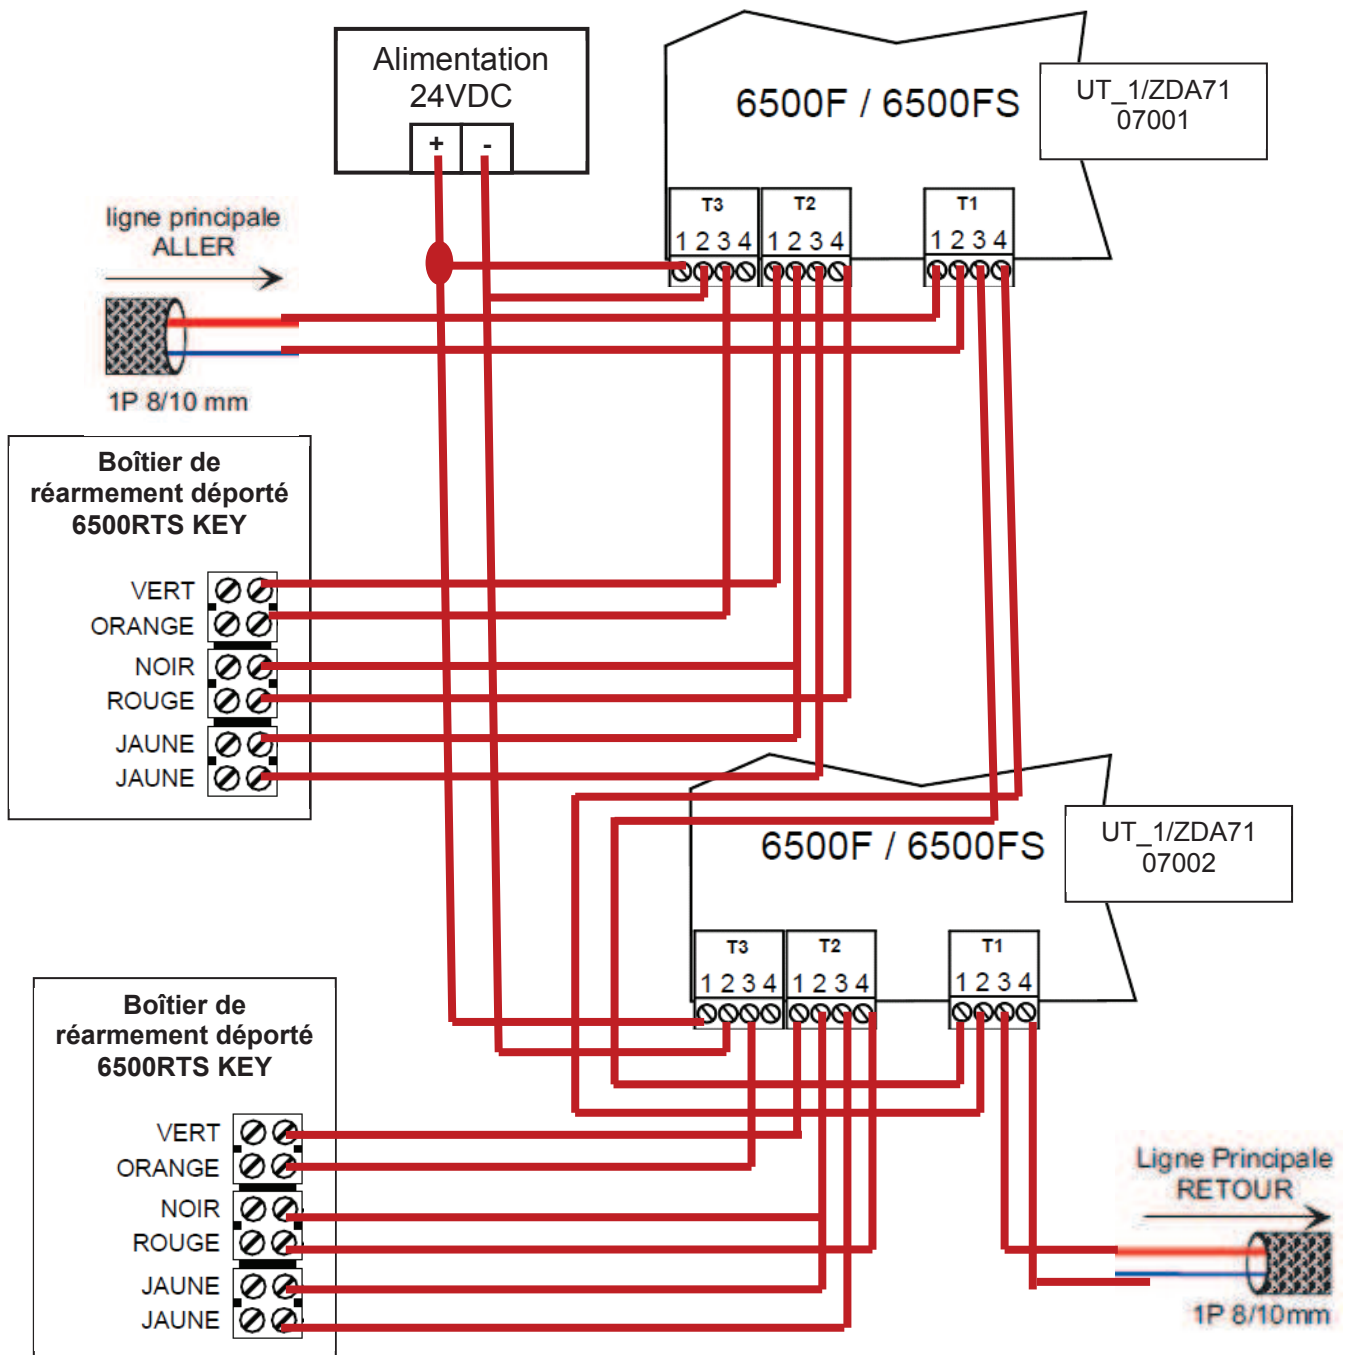 Alimentation
24VDC
+ -
6500F / 6500FS
UT_1/ZDA71
07001
T3 T2 T1
1 2 3 4 1 2 3 4 1 2 3 4
ligne principale
ALLER
1P 8/10 mm
Boîtier de
réarmement déporté
6500RTS KEY
VERT
ORANGE
NOIR
ROUGE
JAUNE
JAUNE
6500F / 6500FS
UT_1/ZDA71
07002
T3 T2 T1
1 2 3 4 1 2 3 4 1 2 3 4
Boîtier de
réarmement déporté
6500RTS KEY
VERT
ORANGE
NOIR
ROUGE
JAUNE
JAUNE
Ligne Principale
RETOUR
1P 8/10mm